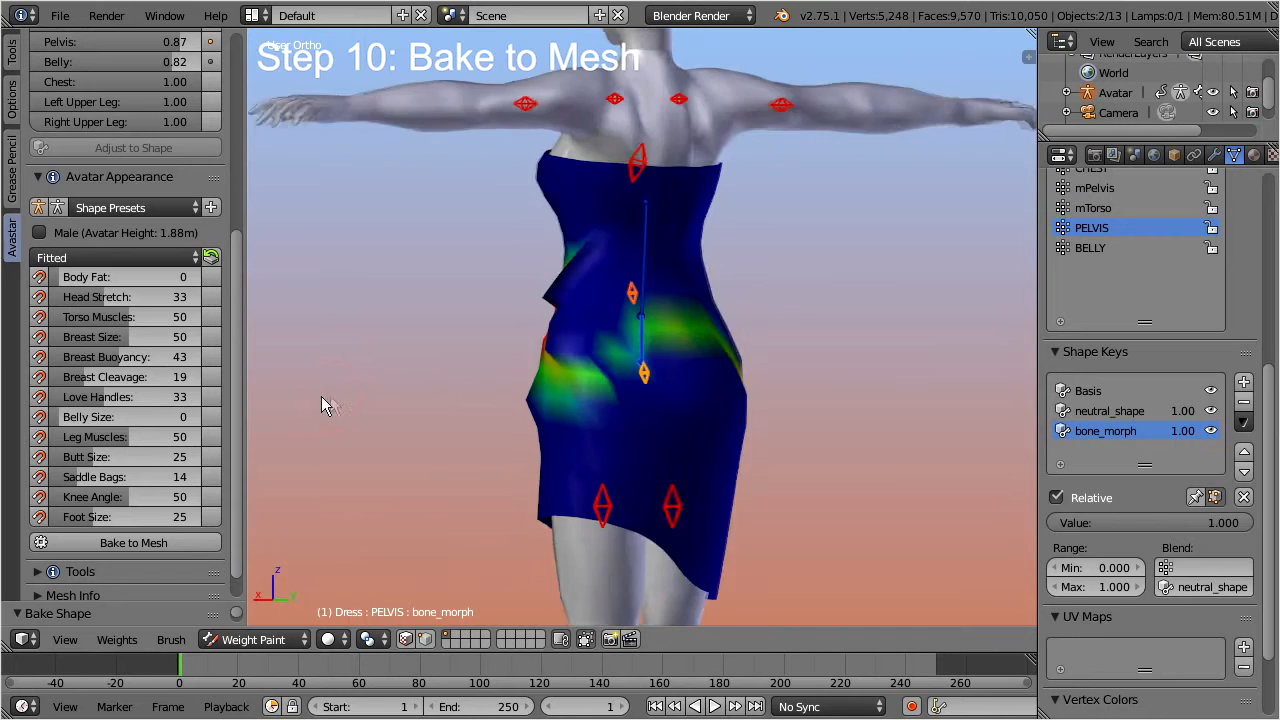 File Render Window Help Default Scene Blender Render v2.75.1 | Verts:5,248 | Faces:9,570 | Tris:10,050 | Objects:2/13 | Lamps:0/1 | Mem:80.51M
User Ortho
Step 10: Bake to Mesh
Tools
Options
Grease Pencil
Avastar
Pelvis: 0.87
Belly: 0.82
Chest: 1.00
Left Upper Leg: 1.00
Right Upper Leg: 1.00
Adjust to Shape
Avatar Appearance
Shape Presets
Male (Avatar Height: 1.88m)
Fitted
Body Fat: 0
Head Stretch: 33
Torso Muscles: 50
Breast Size: 50
Breast Buoyancy: 43
Breast Cleavage: 19
Love Handles: 33
Belly Size: 0
Leg Muscles: 50
Butt Size: 25
Saddle Bags: 14
Knee Angle: 50
Foot Size: 25
Bake to Mesh
Tools
Mesh Info
Bake Shape
z
x
y
(1) Dress : PELVIS : bone_morph
View Search All Scenes
RenderLayers
World
Avatar
Camera
CHEST
mPelvis
mTorso
PELVIS
BELLY
Shape Keys
Basis
neutral_shape 1.00
bone_morph 1.00
Relative
Value: 1.000
Range: Blend:
Min: 0.000
Max: 1.000 neutral_shape
UV Maps
Vertex Colors
View Weights Brush Weight Paint
-40 -20 0 20 40 60 80 100 120 140 160 180 200 220 240 260
View Marker Frame Playback Start: 1 End: 250 1 No Sync